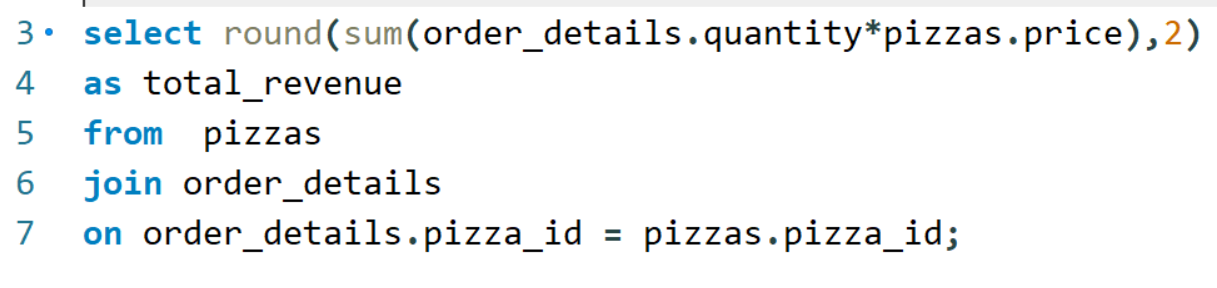 3 select round(sum(order_details.quantity*pizzas.price),2)
4 as total_revenue
5 from  pizzas
6 join order_details
7 on order_details.pizza_id = pizzas.pizza_id;